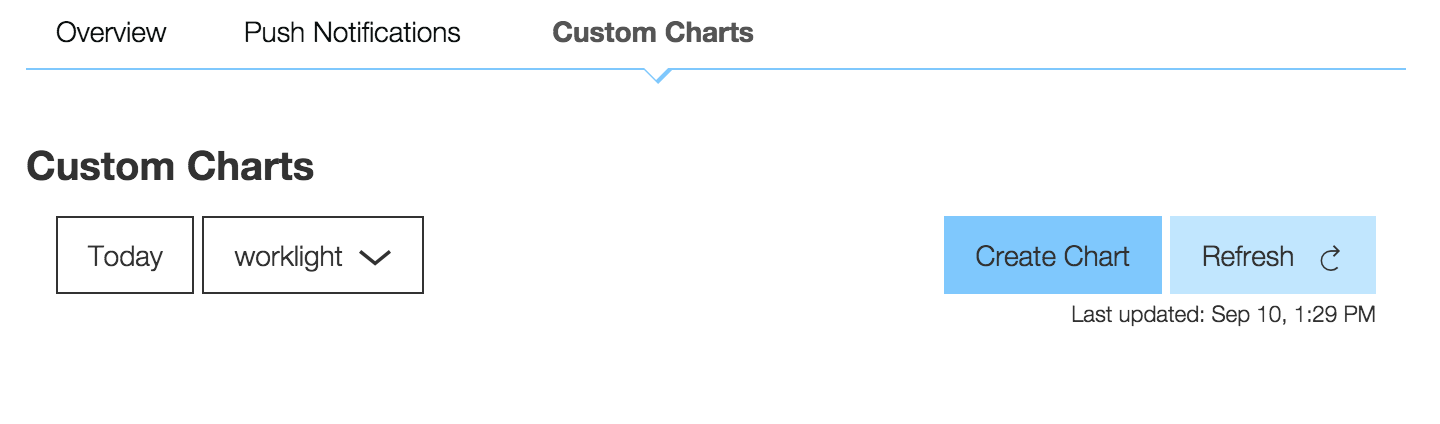 Overview Push Notifications Custom Charts
Custom Charts
Today worklight Create Chart Refresh
Last updated: Sep 10, 1:29 PM